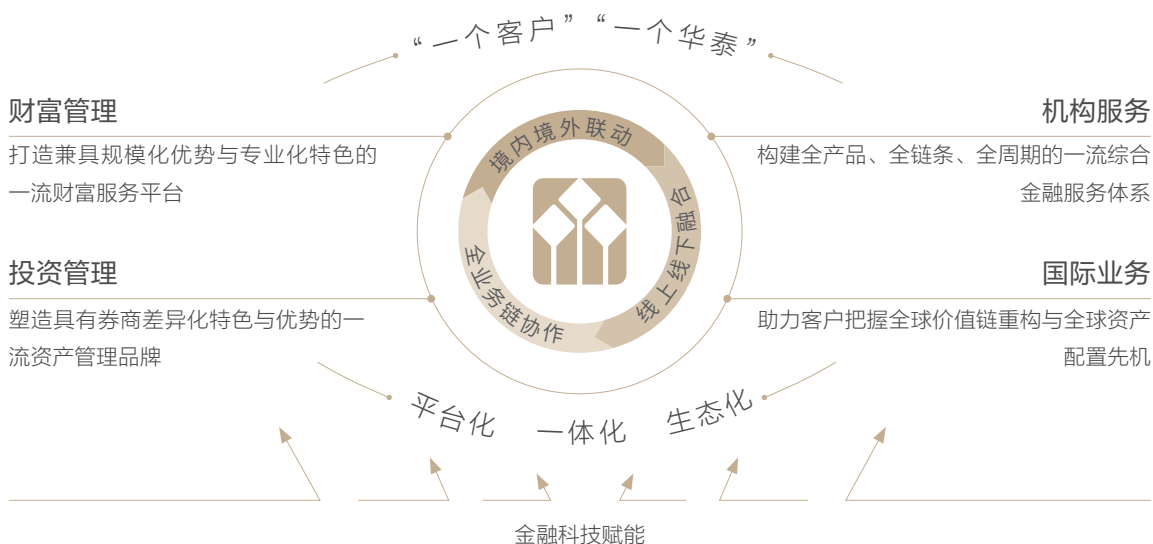 “一个客户”“一个华泰”
财富管理
打造兼具规模化优势与专业化特色的
一流财富服务平台
机构服务
构建全产品、全链条、全周期的一流综合
金融服务体系
境内境外联动
线上线下融合
全业务链协作
投资管理
塑造具有券商差异化特色与优势的一
流资产管理品牌
国际业务
助力客户把握全球价值链重构与全球资产
配置先机
平台化 一体化 生态化
金融科技赋能